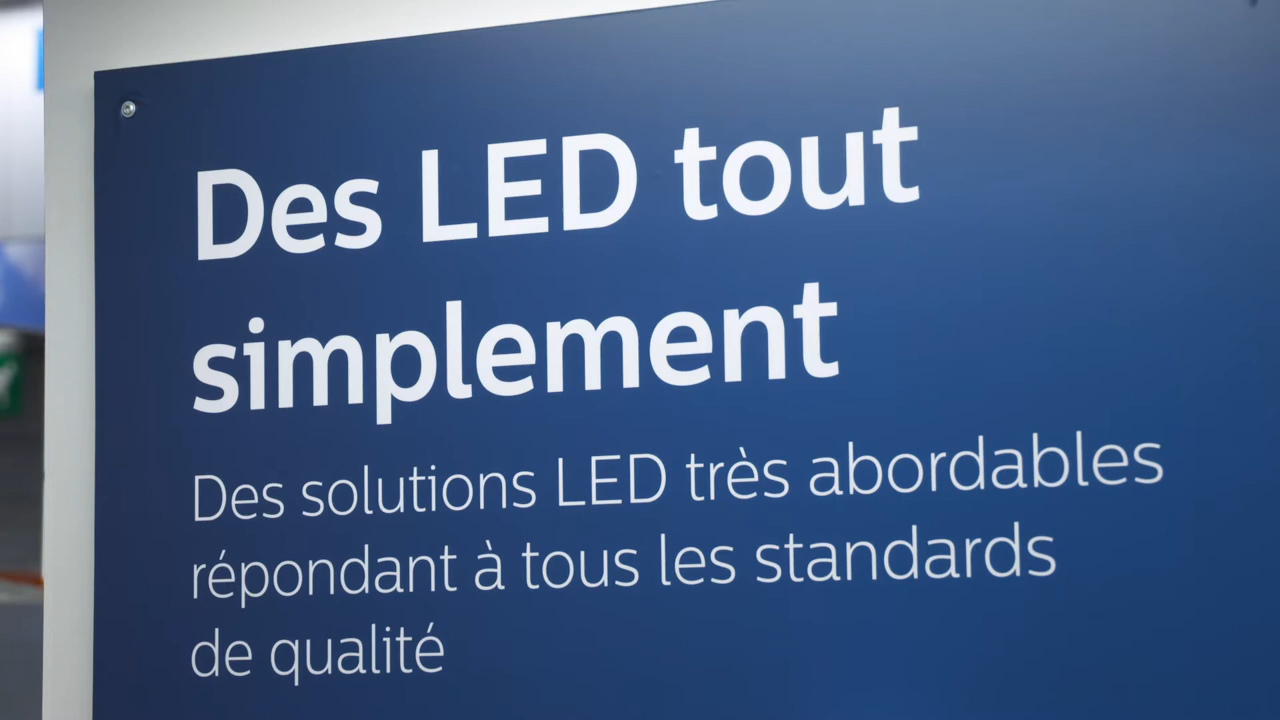 Des LED tout
simplement
Des solutions LED très abordables
répondant à tous les standards
de qualité